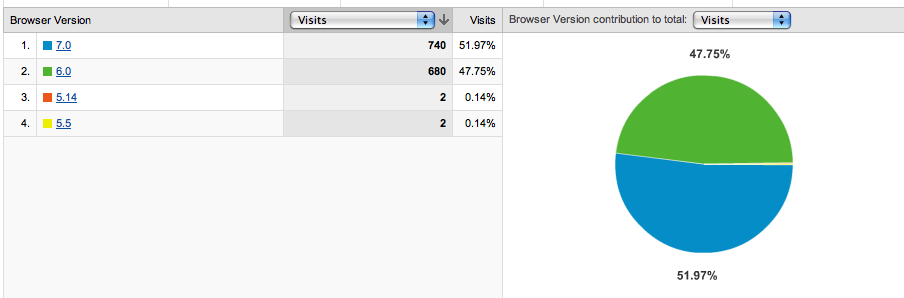 Browser Version Visits Visits Browser Version contribution to total: Visits
1. 7.0 740 51.97%
2. 6.0 680 47.75%
3. 5.14 2 0.14%
4. 5.5 2 0.14%
47.75%
51.97%